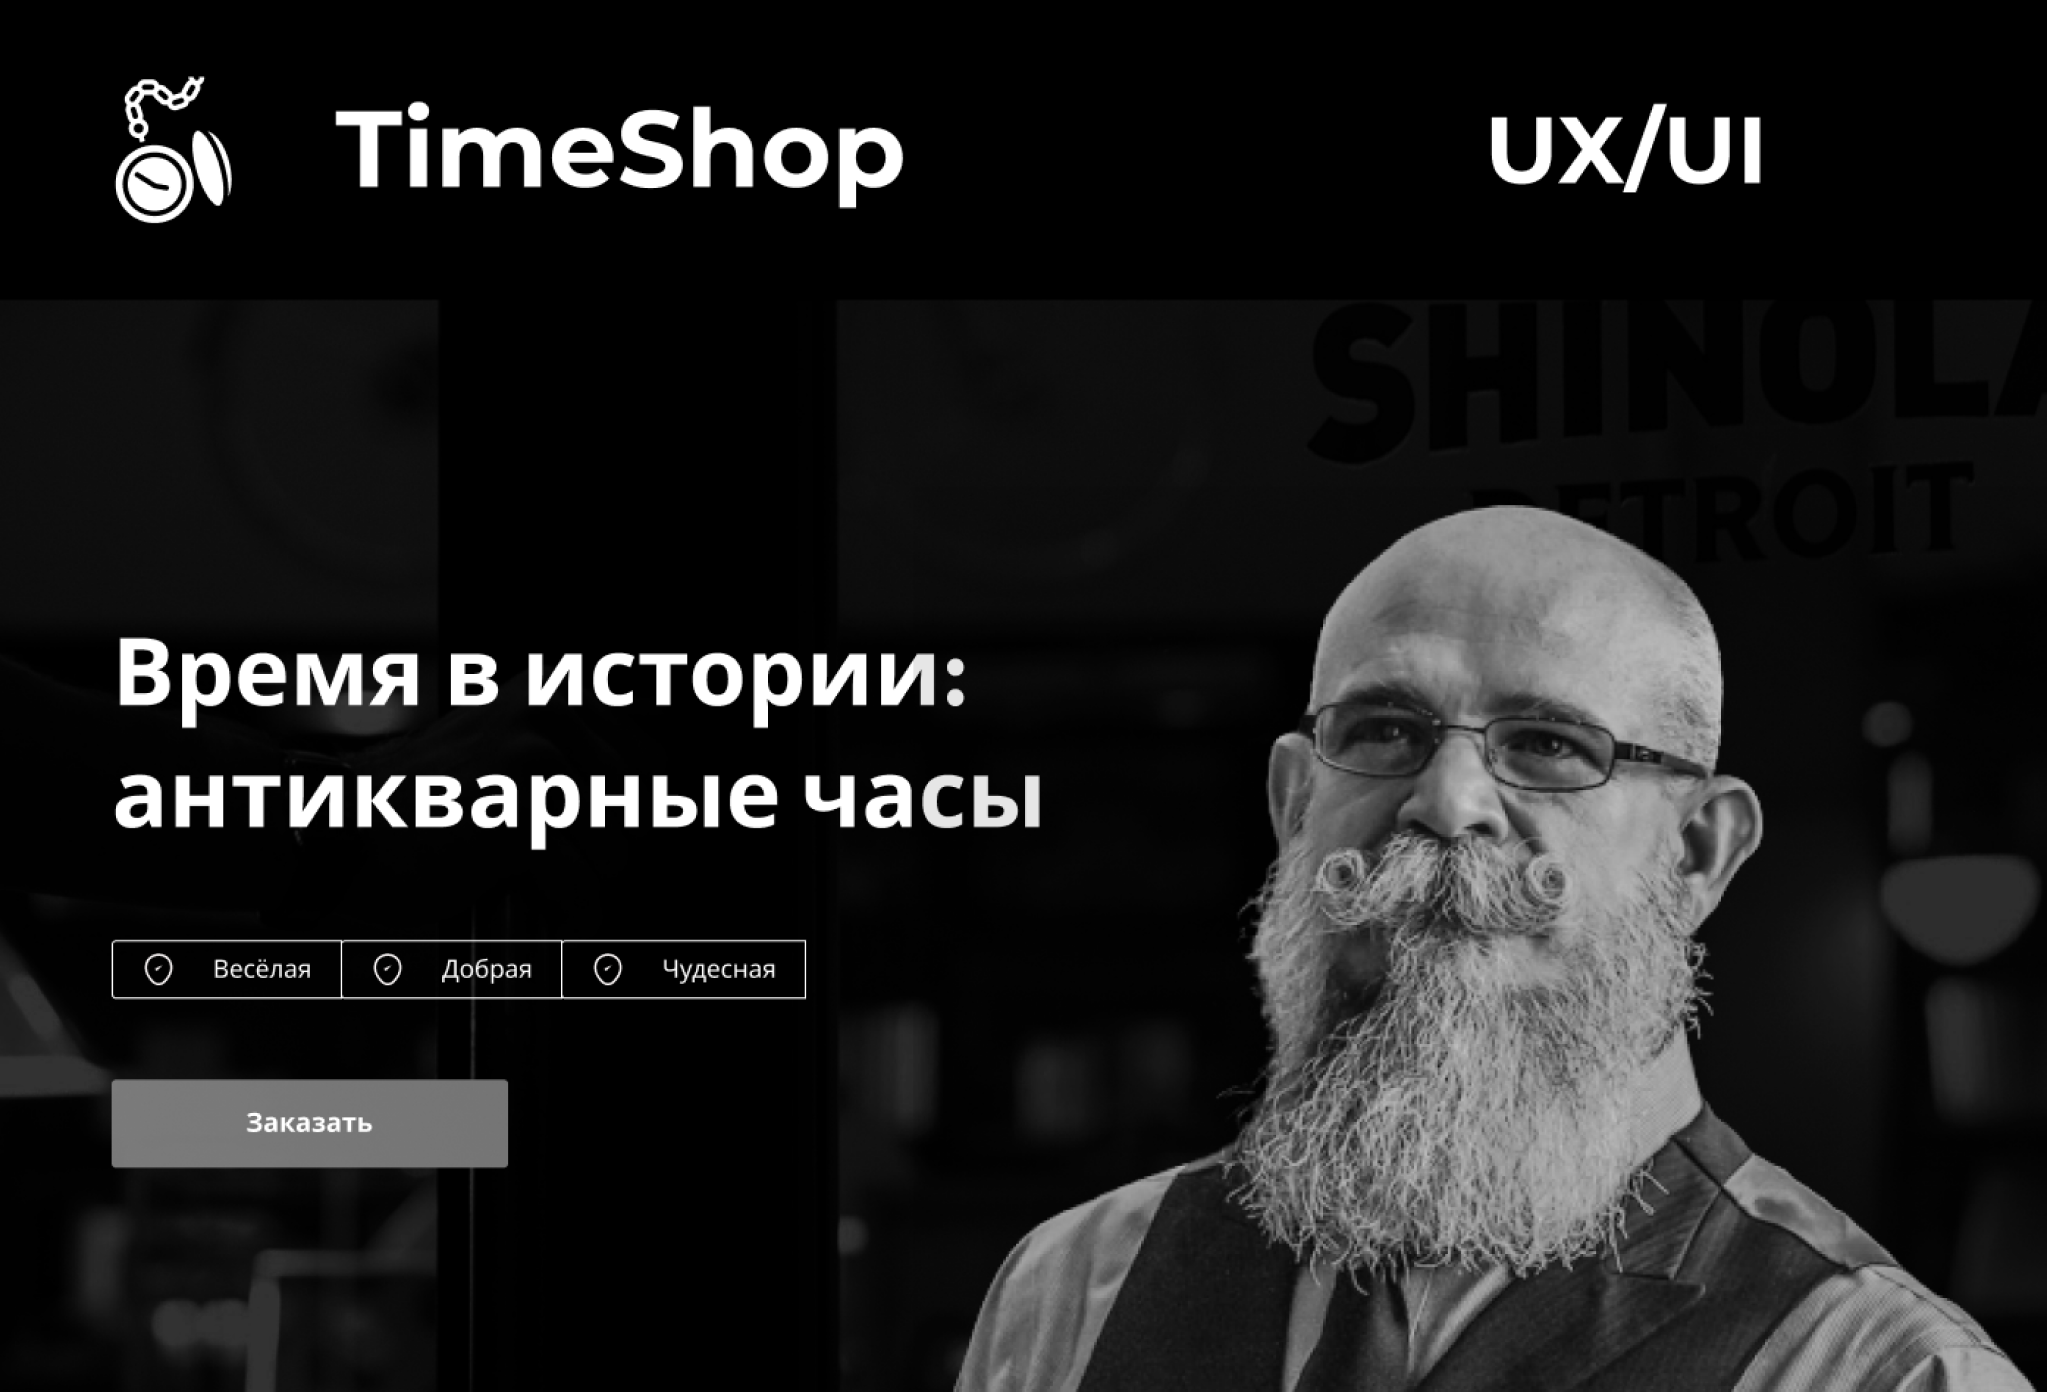 TimeShop
UX/UI
SHINOLA
DETROIT
Время в истории:
антикварные часы
Весёлая
Добрая
Чудесная
Заказать